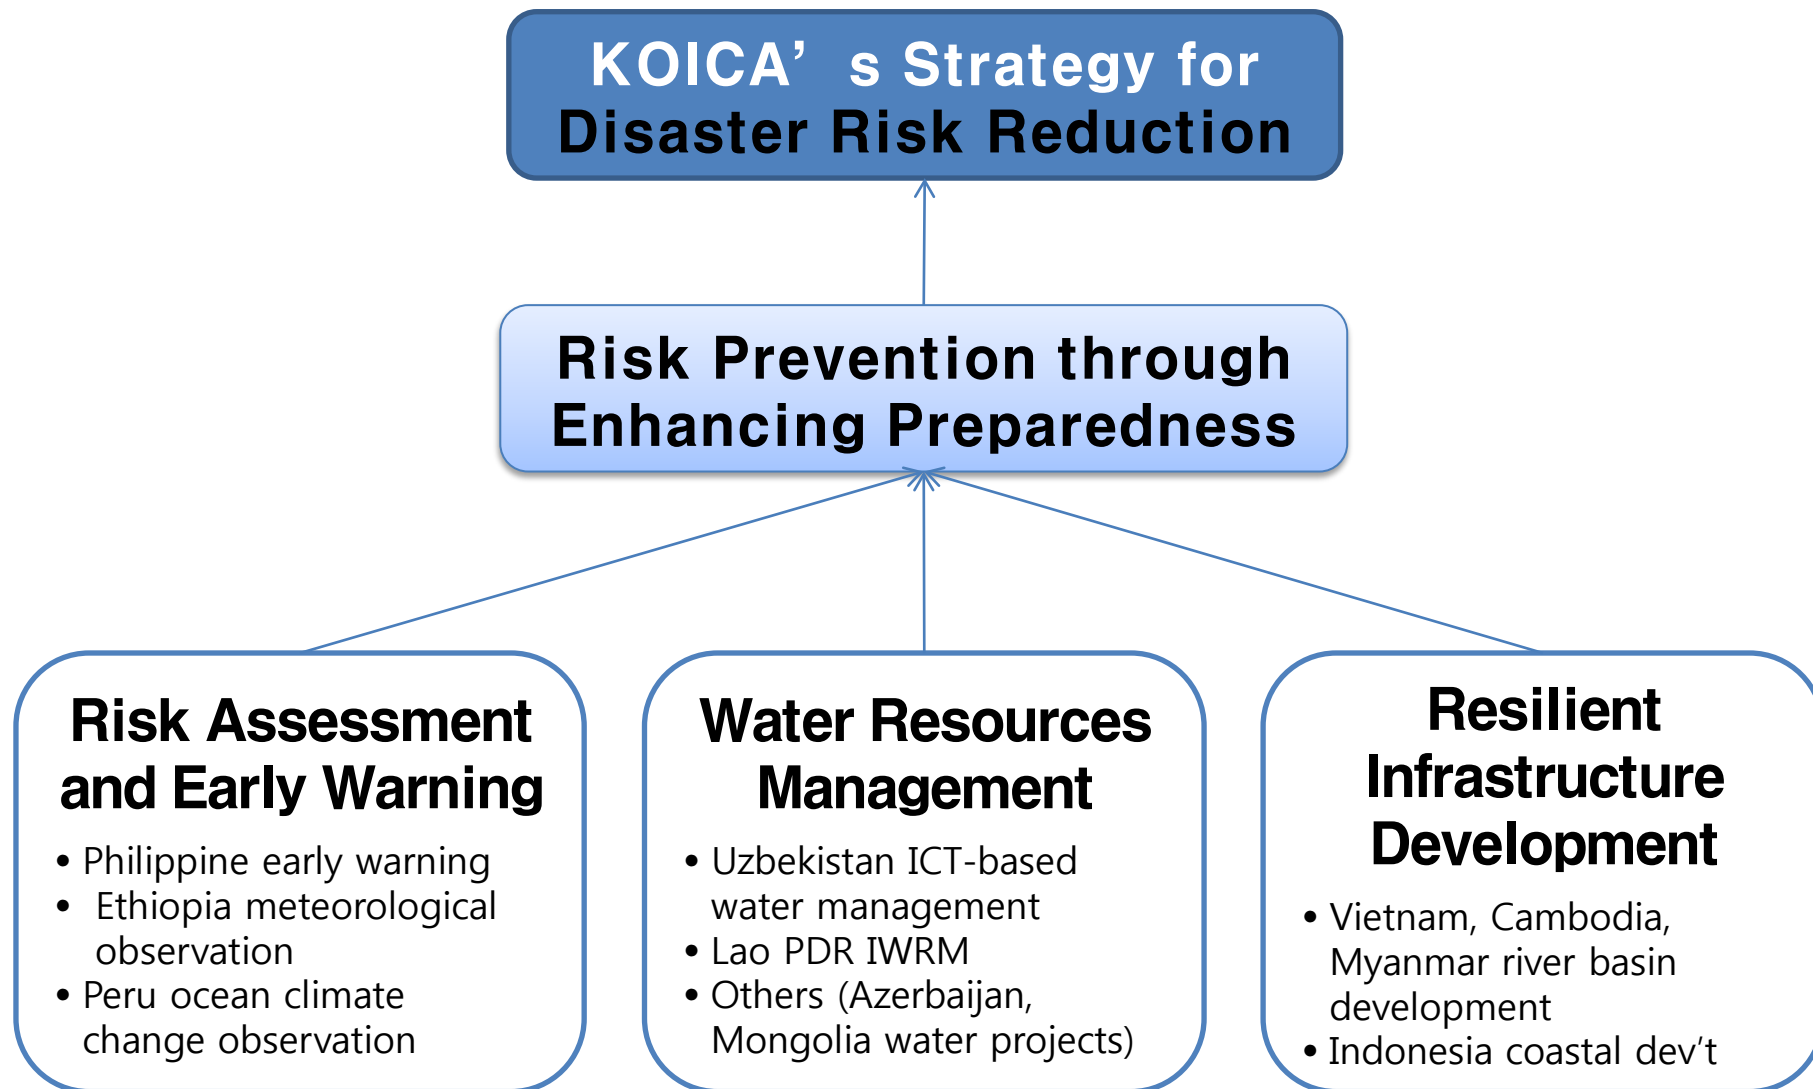 KOICA’ s Strategy for
Disaster Risk Reduction
Risk Prevention through
Enhancing Preparedness
Risk Assessment
and Early Warning
• Philippine early warning
• Ethiopia meteorological
observation
• Peru ocean climate
change observation
Water Resources
Management
• Uzbekistan ICT-based
water management
• Lao PDR IWRM
• Others (Azerbaijan,
Mongolia water projects)
Resilient
Infrastructure
Development
• Vietnam, Cambodia,
Myanmar river basin
development
• Indonesia coastal dev’t